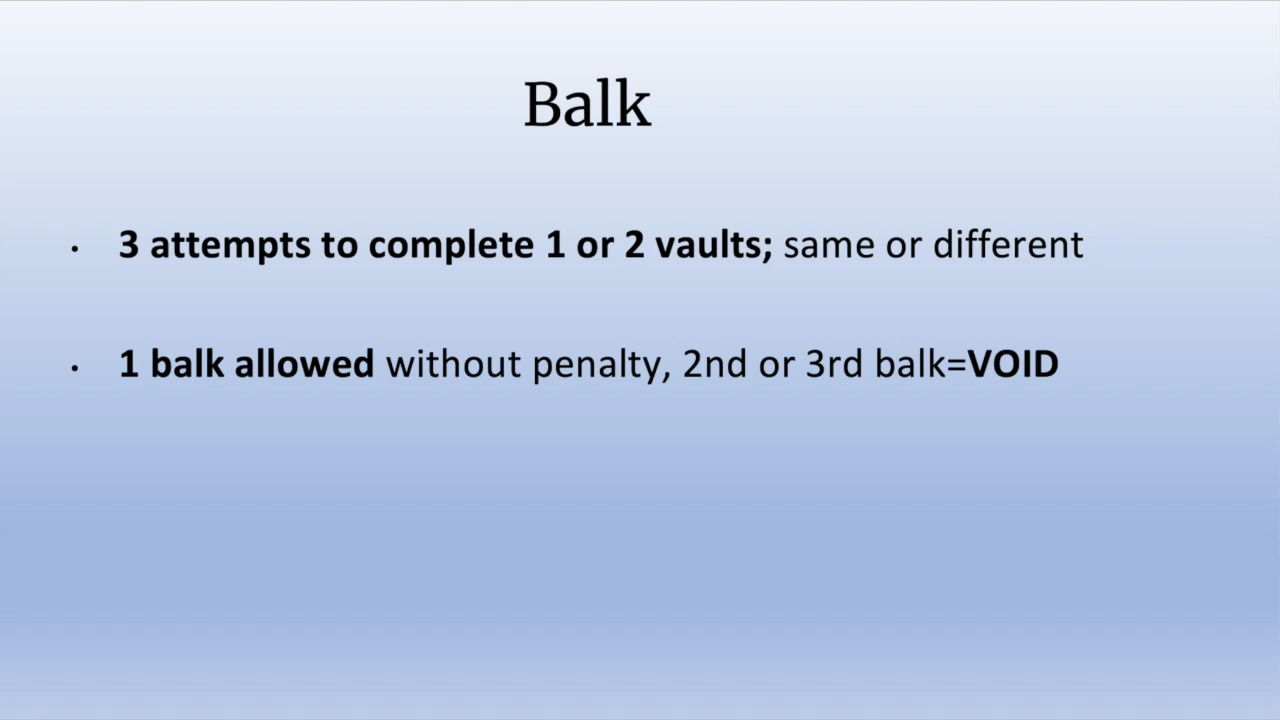 Balk
• 3 attempts to complete 1 or 2 vaults; same or different
• 1 balk allowed without penalty, 2nd or 3rd balk=VOID